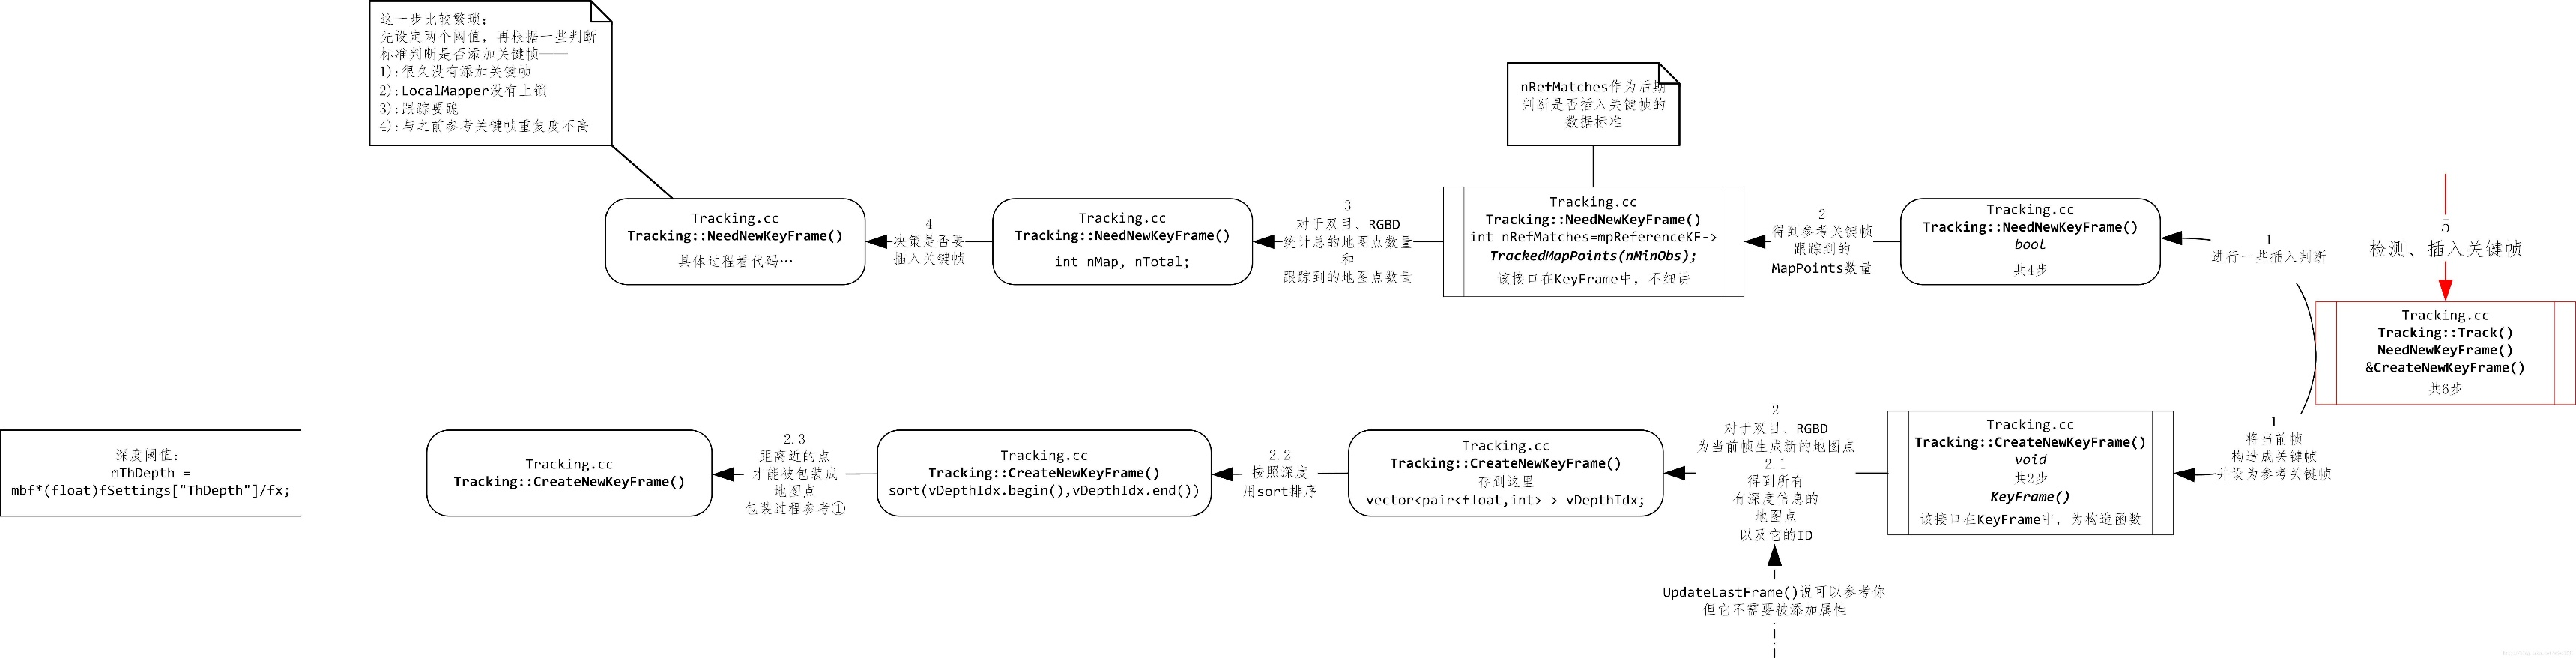 这一步比较繁琐：
先设定两个阈值，再根据一些判断
标准判断是否添加关键帧——
1):很久没有添加关键帧
2):LocalMapper没有上锁
3):跟踪要跪
4):与之前参考关键帧重复度不高
nRefMatches作为后期
判断是否插入关键帧的
数据标准
Tracking.cc
Tracking::NeedNewKeyFrame()
具体过程看代码…
4
决策是否要
插入关键帧
Tracking.cc
Tracking::NeedNewKeyFrame()
int nMap, nTotal;
3
对于双目、RGBD
统计总的地图点数量
和
跟踪到的地图点数量
Tracking.cc
Tracking::NeedNewKeyFrame()
int nRefMatches=mpReferenceKF->
TrackedMapPoints(nMinObs);
该接口在KeyFrame中，不细讲
2
得到参考关键帧
跟踪到的
MapPoints数量
Tracking.cc
Tracking::NeedNewKeyFrame()
bool
共4步
1
进行一些插入判断
5
检测、插入关键帧
Tracking.cc
Tracking::Track()
NeedNewKeyFrame()
&CreateNewKeyFrame()
共6步
深度阈值：
mThDepth =
mbf*(float)fSettings["ThDepth"]/fx;
Tracking.cc
Tracking::CreateNewKeyFrame()
2.3
距离近的点
才能被包装成
地图点
包装过程参考①
Tracking.cc
Tracking::CreateNewKeyFrame()
sort(vDepthIdx.begin(),vDepthIdx.end())
2.2
按照深度
用sort排序
Tracking.cc
Tracking::CreateNewKeyFrame()
存到这里
vector<pair<float,int> > vDepthIdx;
2
对于双目、RGBD
为当前帧生成新的地图点
2.1
得到所有
有深度信息的
地图点
以及它的ID
Tracking.cc
Tracking::CreateNewKeyFrame()
void
共2步
KeyFrame()
该接口在KeyFrame中，为构造函数
1
将当前帧
构造成关键帧
并设为参考关键帧
UpdateLastFrame()说可以参考你
但它不需要被添加属性